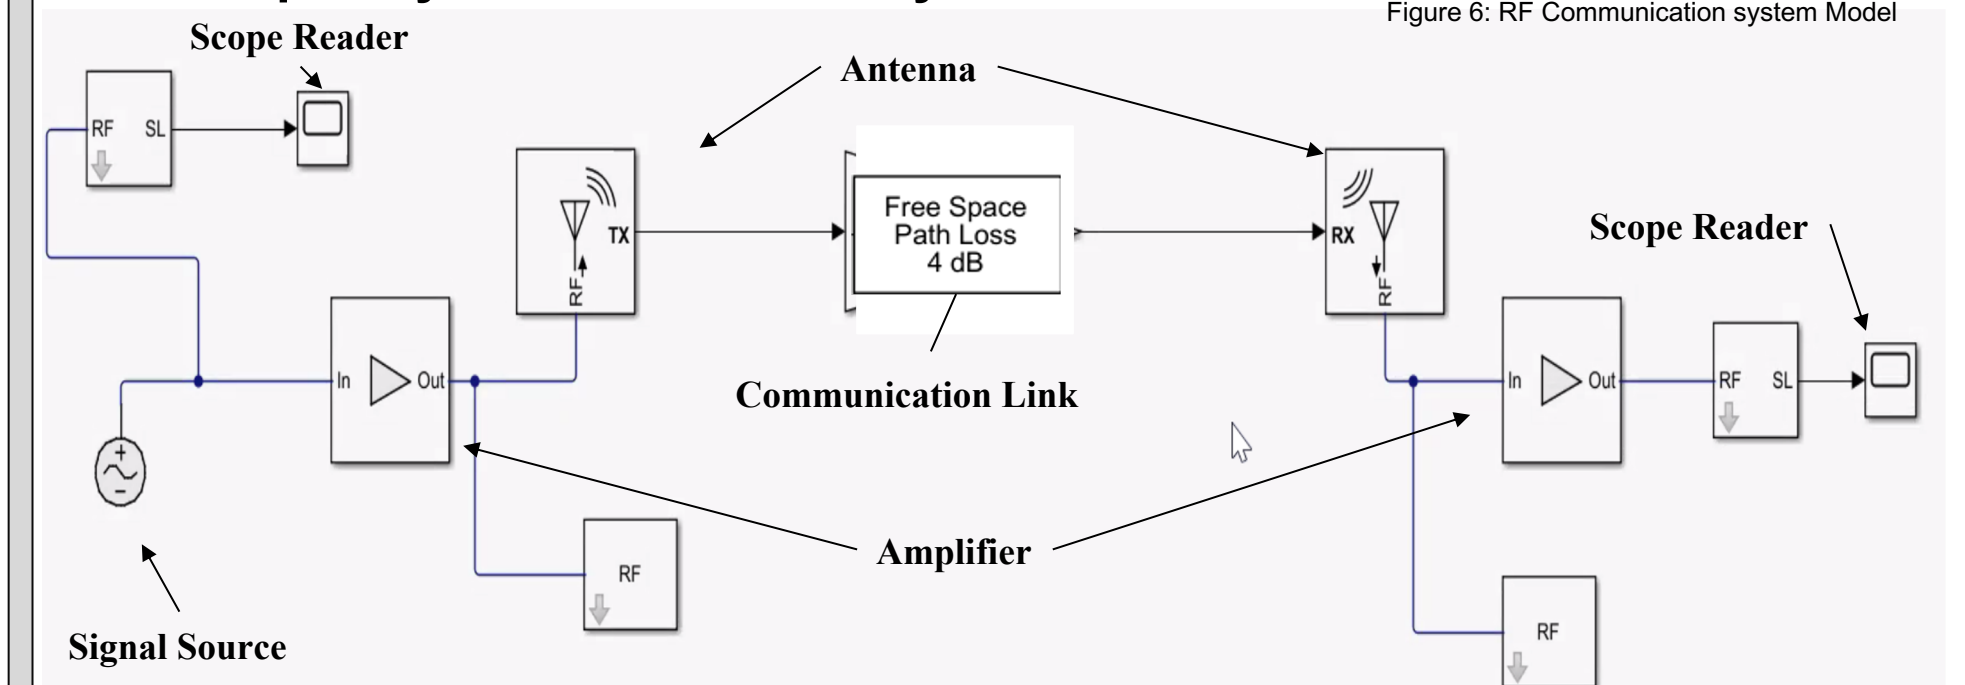 Figure 6: RF Communication system Model
Scope Reader
Antenna
RF SL
TX
RF
Free Space
Path Loss
4 dB
RX
RF
Scope Reader
In Out
Communication Link
In Out
RF SL
Amplifier
RF
RF
Signal Source